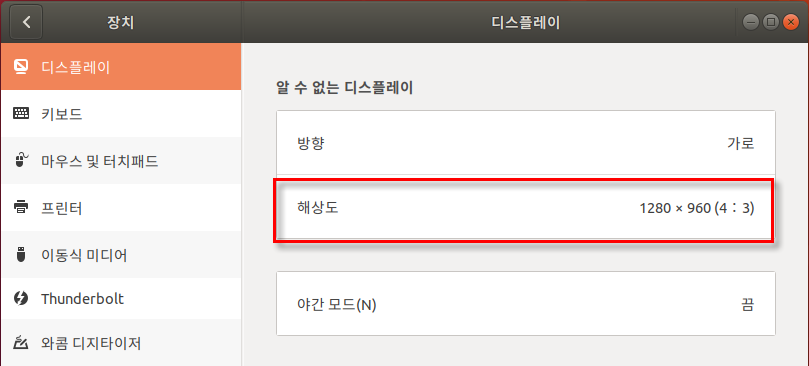 장치
디스플레이
디스플레이
키보드
마우스 및 터치패드
프린터
이동식 미디어
Thunderbolt
와콤 디지타이저
알 수 없는 디스플레이
방향 가로
해상도 1280 × 960 (4 : 3)
야간 모드(N) 끔